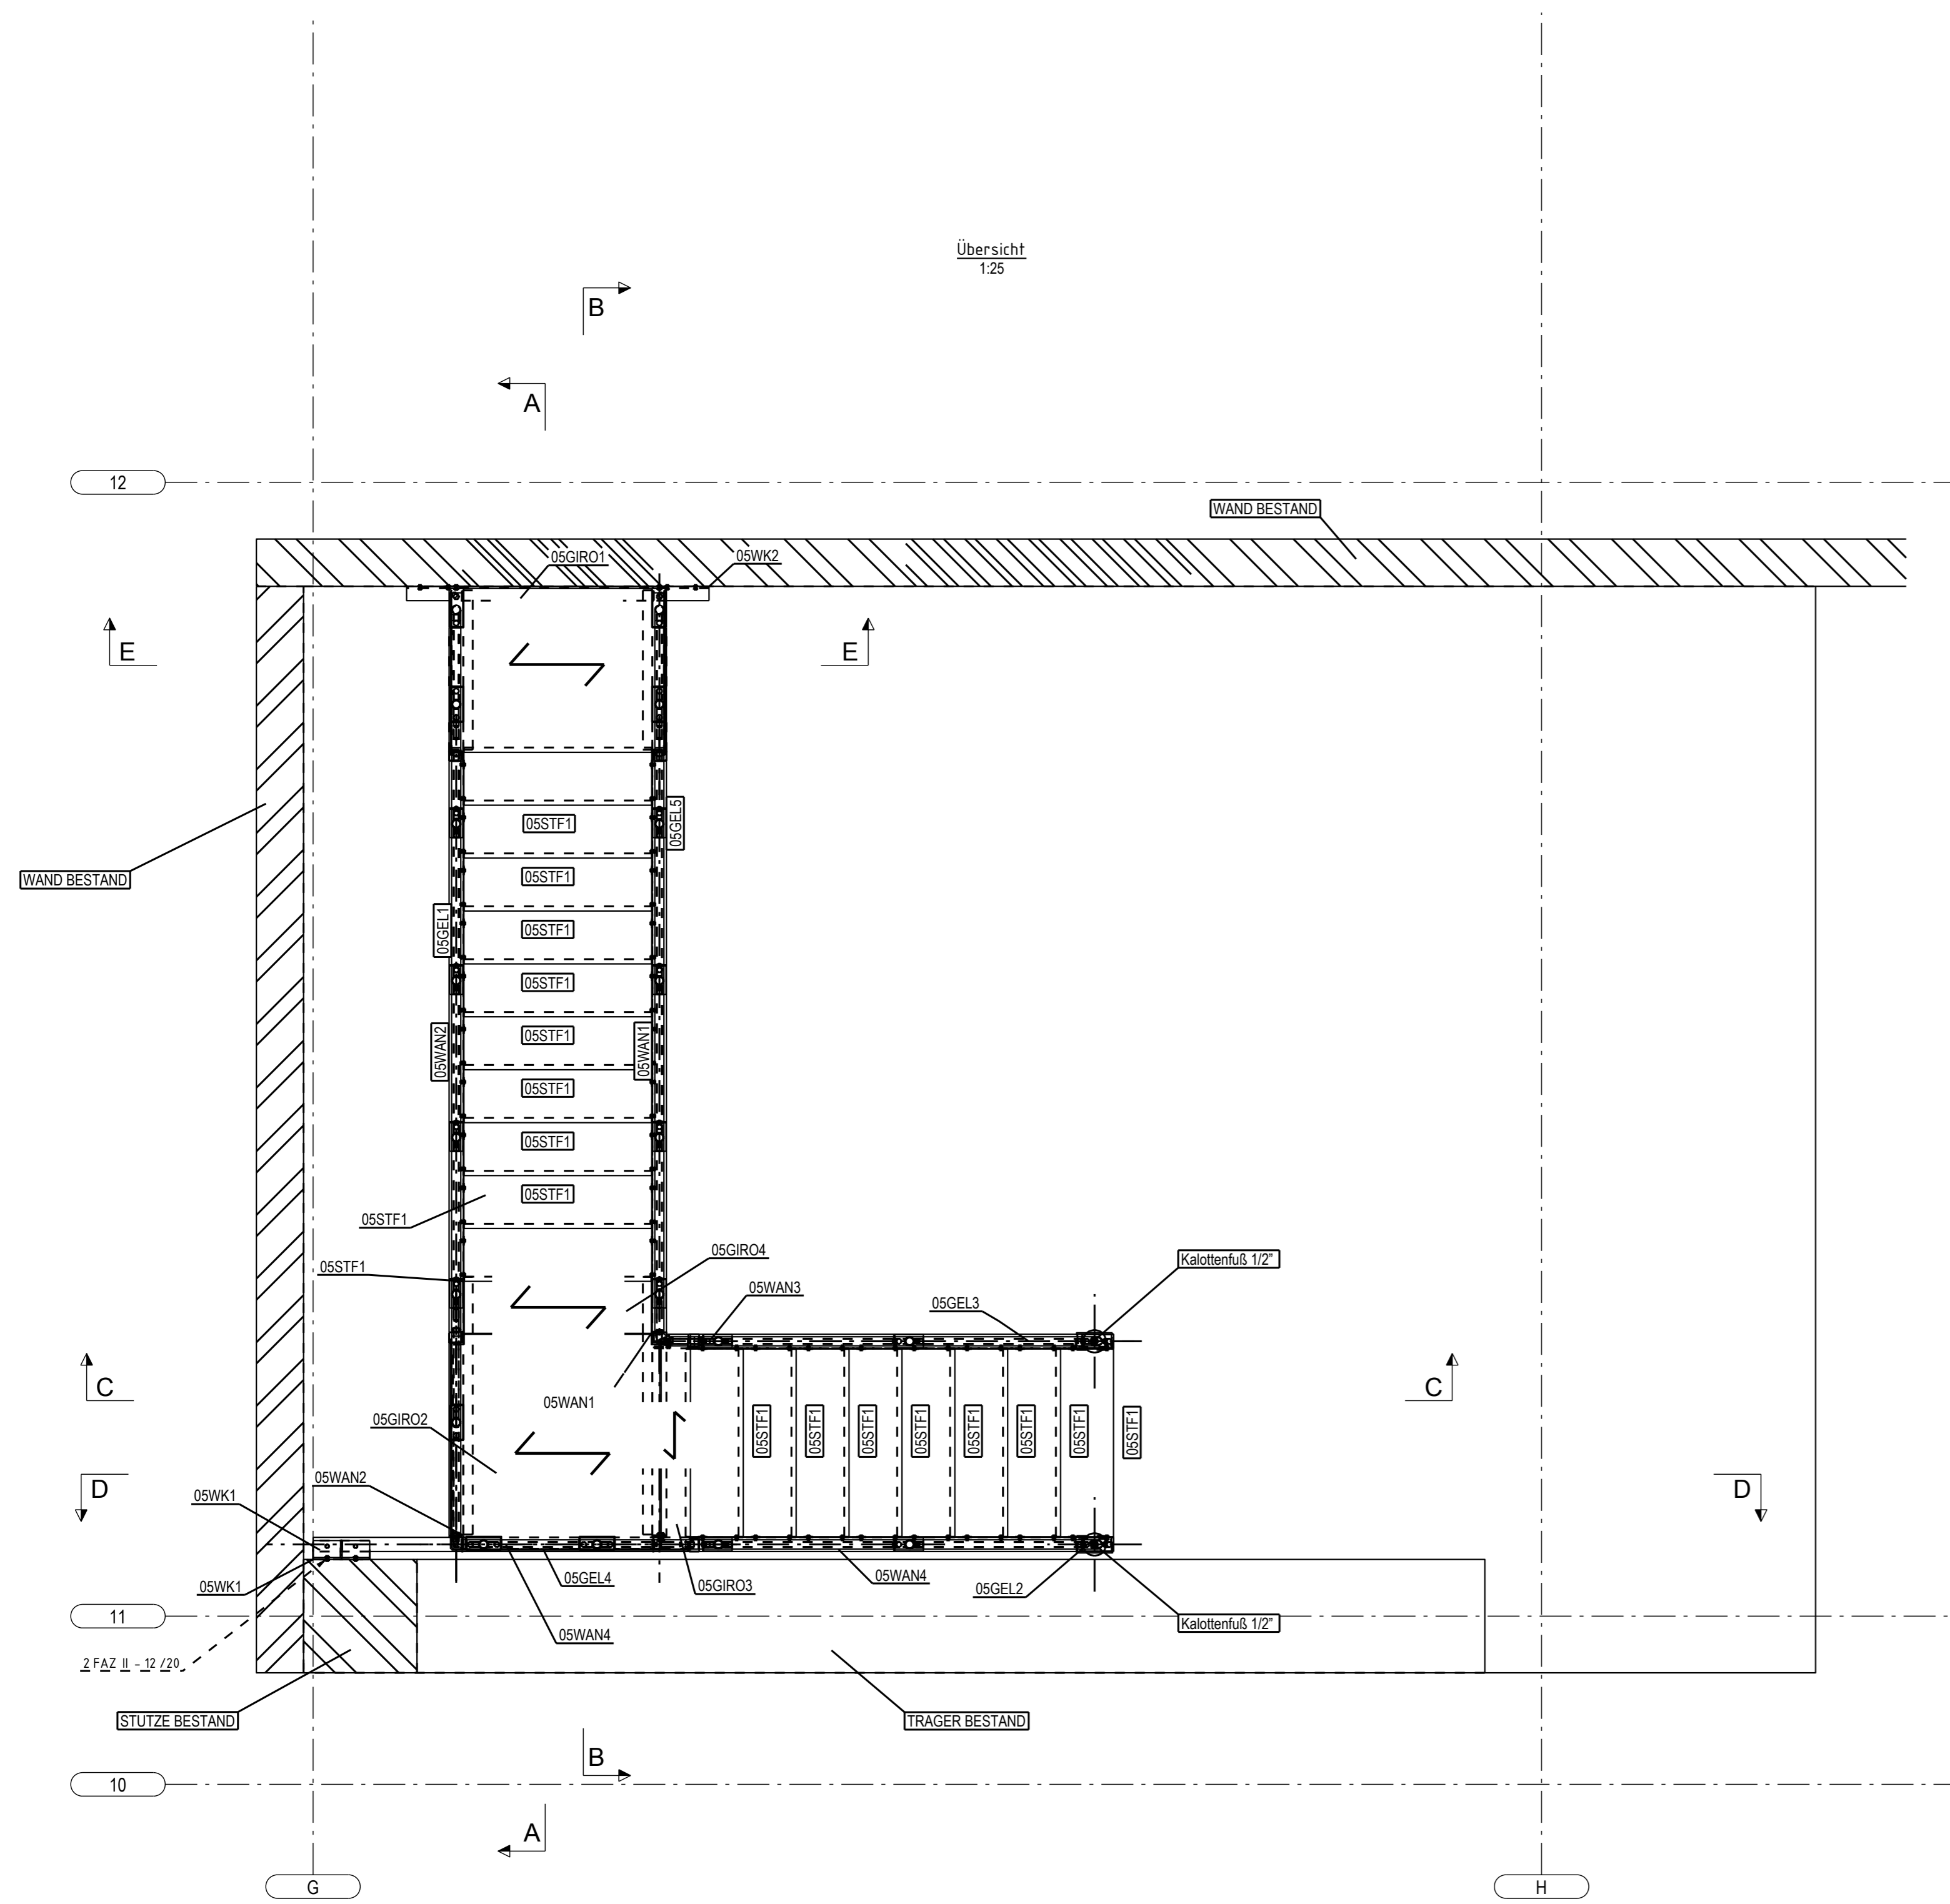 Übersicht
1:25
B
A
12
WAND BESTAND
05GIRO1
05WK2
E
E
05GEL5
05STF1
05STF1
WAND BESTAND
05GEL1
05STF1
05STF1
05WAN2
05WAN1
05STF1
05STF1
05STF1
05STF1
05STF1
05GIRO4
Kalottenfuß 1/2"
05STF1
05WAN3
05GEL3
C
C
05WAN1
05GIRO2
05STF1
05STF1
05STF1
05STF1
05STF1
05STF1
05STF1
05STF1
D
05WAN2
D
05WK1
05WK1
05GEL4
05GIRO3
05WAN4
05GEL2
11
Kalottenfuß 1/2"
05WAN4
2 FAZ II - 12 /20
STUTZE BESTAND
TRAGER BESTAND
B
10
A
G
H